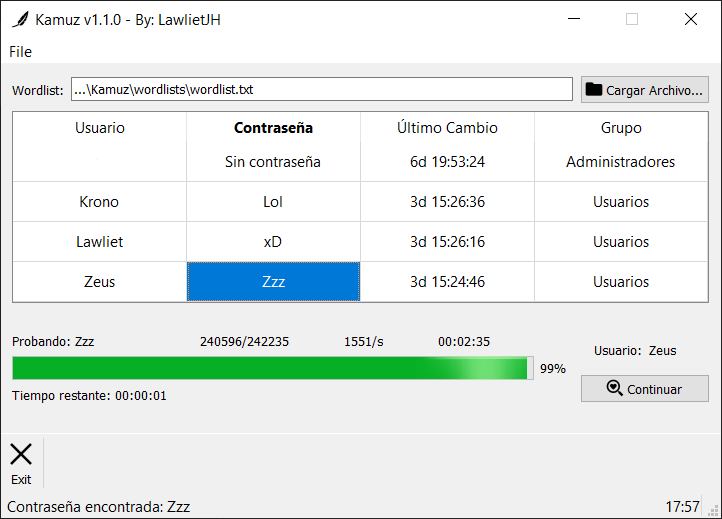 Kamuz v1.1.0 - By: LawlietJH
File
Wordlist: ...\Kamuz\wordlists\wordlist.txt Cargar Archivo...
Usuario Contraseña Último Cambio Grupo
Sin contraseña 6d 19:53:24 Administradores
Krono Lol 3d 15:26:36 Usuarios
Lawliet xD 3d 15:26:16 Usuarios
Zeus Zzz 3d 15:24:46 Usuarios
Probando: Zzz 240596/242235 1551/s 00:02:35
Usuario: Zeus
99%
Continuar
Tiempo restante: 00:00:01
Exit
Contraseña encontrada: Zzz 17:57